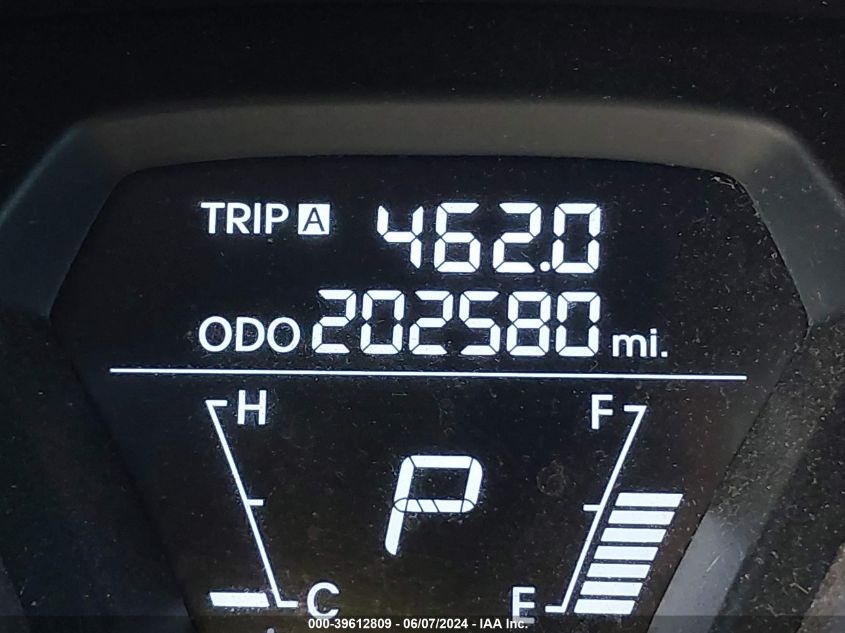 TRIP A 462.0
ODO 202580 mi.
H F
P
C E
000-39612809 - 06/07/2024 - IAA Inc.